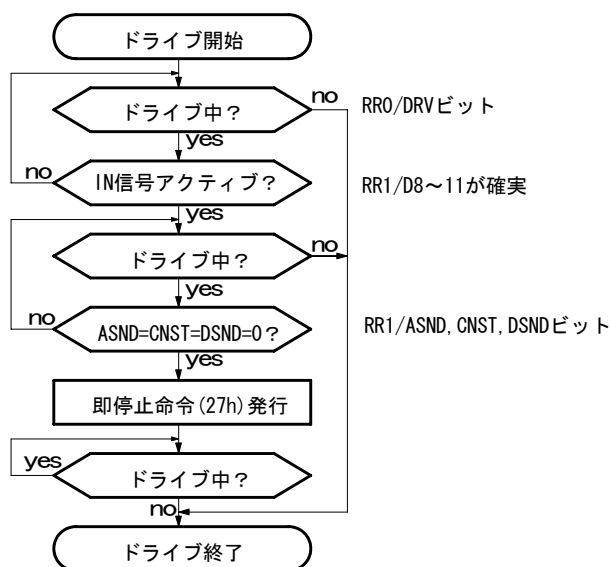 ドライブ開始
ドライブ中？
no
RR0/DRVビット
yes
no
IN信号アクティブ？
RR1/D8～11が確実
yes
ドライブ中？
no
yes
no
ASND=CNST=DSND=0？
RR1/ASND,CNST,DSNDビット
yes
即停止命令(27h)発行
yes
ドライブ中？
no
ドライブ終了